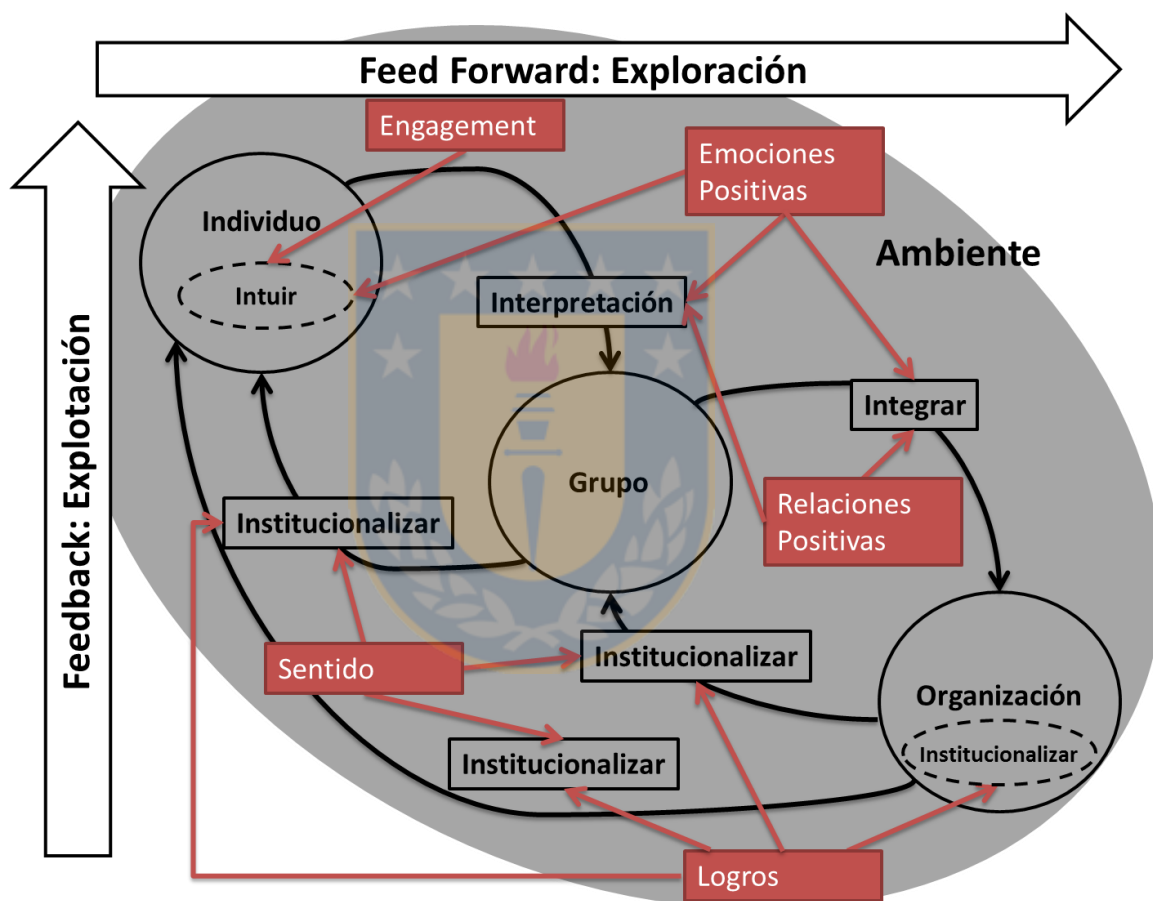 Feed Forward: Exploración
Feedback: Explotación
Engagement
Emociones
Positivas
Individuo
Intuir
Ambiente
Interpretación
Integrar
Grupo
Relaciones
Positivas
Institucionalizar
Sentido
Institucionalizar
Organización
Institucionalizar
Institucionalizar
Logros